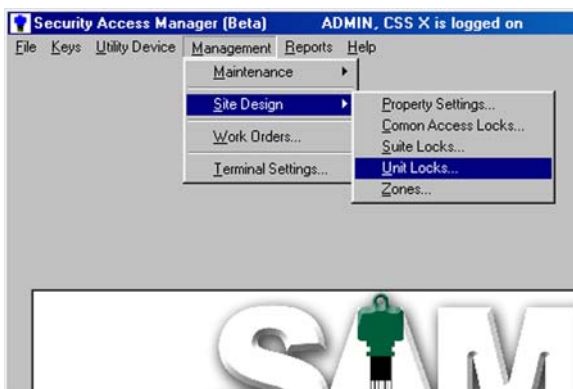 Security Access Manager (Beta) ADMIN, CSS X is logged on
File Keys Utility Device Management Reports Help
Maintenance
Site Design
Work Orders...
Terminal Settings...
Property Settings...
Comon Access Locks...
Suite Locks...
Unit Locks...
Zones...
SAM